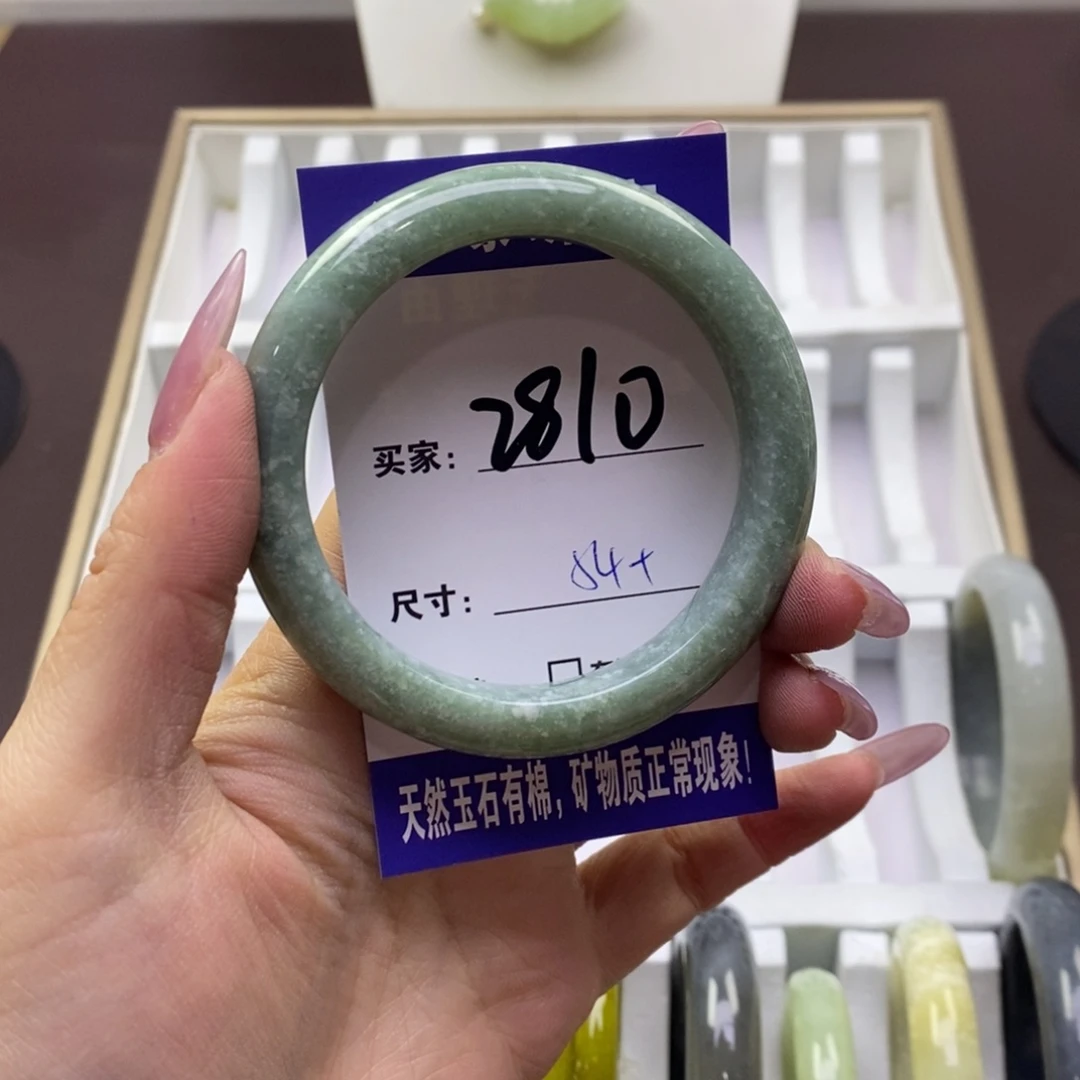 买家： 2810
尺寸： 54+
天然玉石有棉，矿物质正常现象！